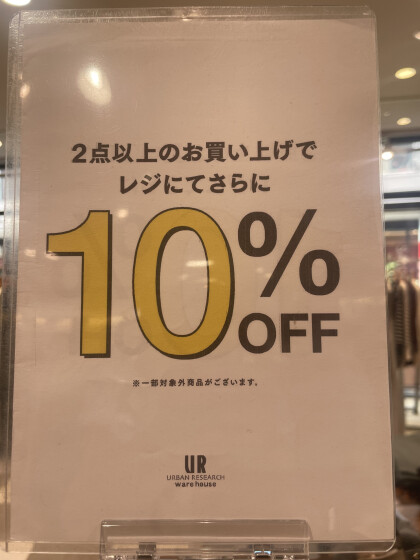 2点以上のお買い上げで
レジにてさらに
10%
OFF
※一部対象外商品がございます。
UR
URBAN RESEARCH
warehouse